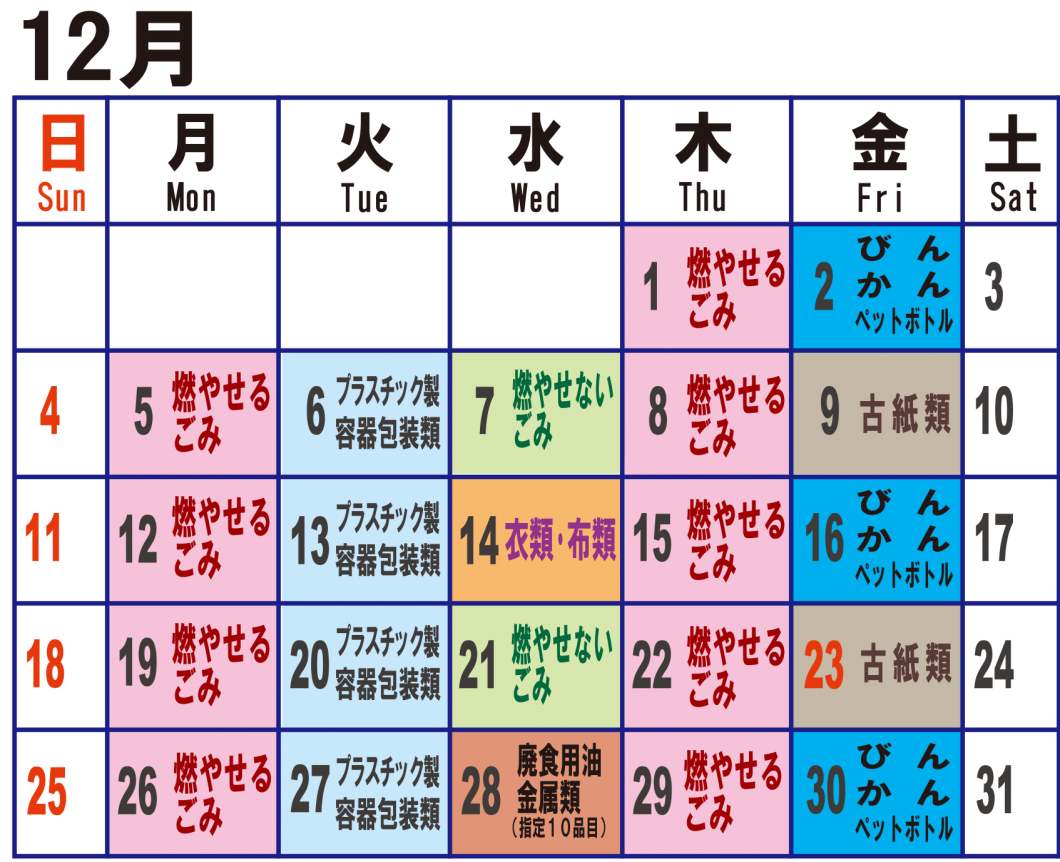 12月
日 月 火 水 木 金 土
Sun Mon Tue Wed Thu Fri Sat
1 燃やせる
ごみ
2 びん
かん
ペットボトル
3
4
5 燃やせる
ごみ
6 プラスチック製
容器包装類
7 燃やせない
ごみ
8 燃やせる
ごみ
9 古紙類
10
11
12 燃やせる
ごみ
13 プラスチック製
容器包装類
14 衣類・布類
15 燃やせる
ごみ
16 びん
かん
ペットボトル
17
18
19 燃やせる
ごみ
20 プラスチック製
容器包装類
21 燃やせない
ごみ
22 燃やせる
ごみ
23 古紙類
24
25
26 燃やせる
ごみ
27 プラスチック製
容器包装類
28 廃食用油
金属類
(指定10品目)
29 燃やせる
ごみ
30 びん
かん
ペットボトル
31